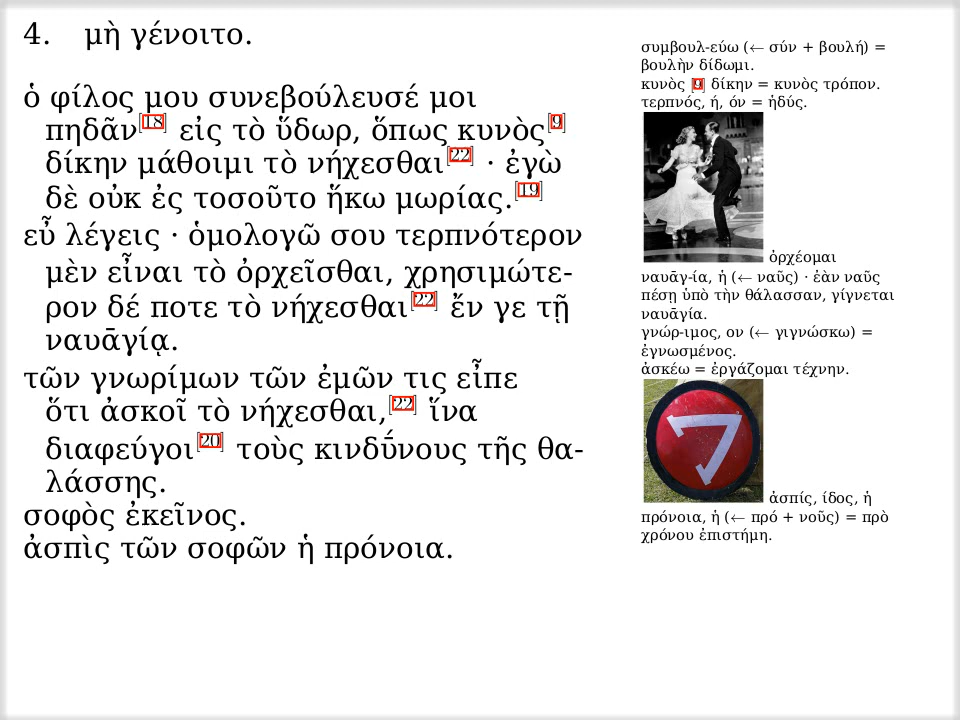 4. μὴ γένοιτο.
ὁ φίλος μου συνεβούλευσέ μοι
πηδᾶν[18] εἰς τὸ ὕδωρ, ὅπως κυνὸς[9]
δίκην μάθοιμι τὸ νήχεσθαι[22] · ἐγὼ
δὲ οὐκ ἐς τοσοῦτο ἥκω μωρίας.[19]
εὖ λέγεις · ὁμολογῶ σου τερπνότερον
μὲν εἶναι τὸ ὀρχεῖσθαι, χρησιμώτε-
ρον δέ ποτε τὸ νήχεσθαι[22] ἔν γε τῇ
ναυᾱγίᾳ.
τῶν γνωρίμων τῶν ἐμῶν τις εἶπε
ὅτι ἀσκοῖ τὸ νήχεσθαι,[22] ἵνα
διαφεύγοι[20] τοὺς κινδῡ́νους τῆς θα-
λάσσης.
σοφὸς ἐκεῖνος.
ἀσπὶς τῶν σοφῶν ἡ πρόνοια.
συμβουλ-εύω (← σύν + βουλή) =
βουλὴν δίδωμι.
κυνὸς [9] δίκην = κυνὸς τρόπον.
τερπνός, ή, όν = ἡδύς.
ὀρχέομαι
ναυᾱγ-ία, ἡ (← ναῦς) · ἐὰν ναῦς
πέσῃ ὑπὸ τὴν θάλασσαν, γίγνεται
ναυᾱγία.
γνώρ-ιμος, ον (← γιγνώσκω) =
ἐγνωσμένος.
ἀσκέω = ἐργάζομαι τέχνην.
ἀσπίς, ίδος, ἡ
πρόνοια, ἡ (← πρό + νοῦς) = πρὸ
χρόνου ἐπιστήμη.